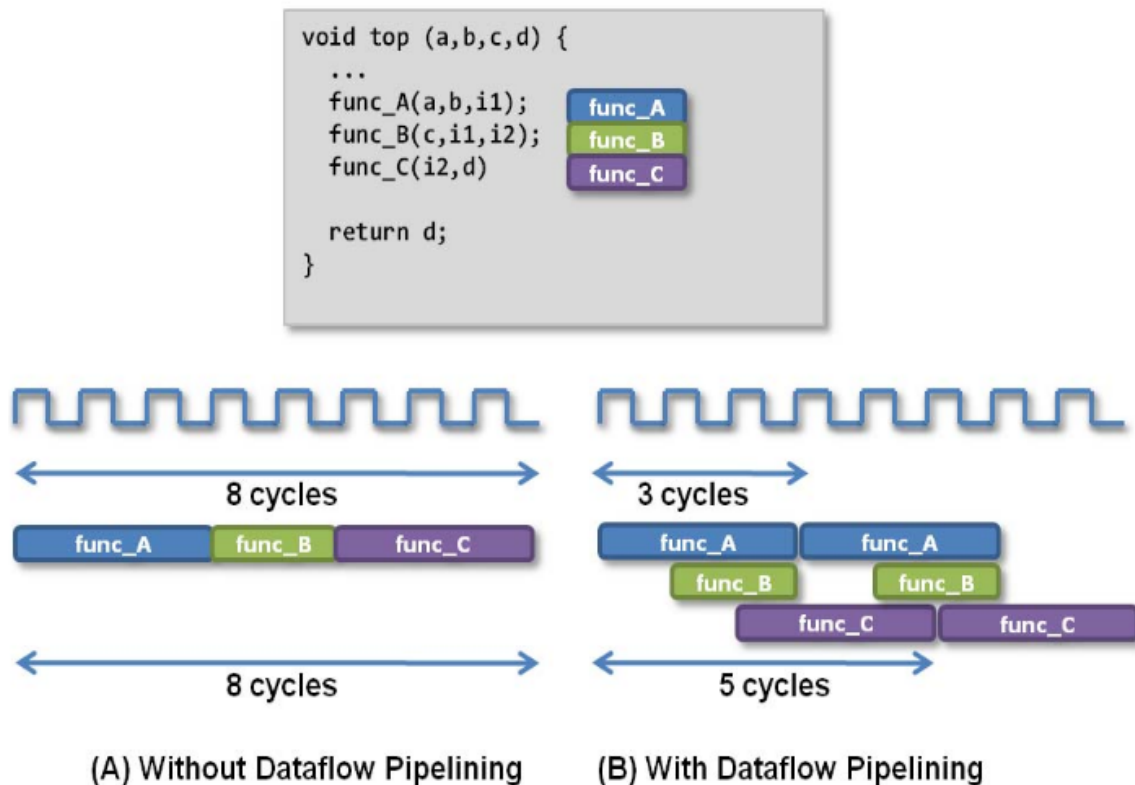 void top (a,b,c,d) {
...
func_A(a,b,i1);
func_B(c,i1,i2);
func_C(i2,d)
return d;
}
func_A
func_B
func_C
8 cycles
func_A func_B func_C
8 cycles
(A) Without Dataflow Pipelining
3 cycles
func_A func_A
func_B func_B
func_C func_C
5 cycles
(B) With Dataflow Pipelining